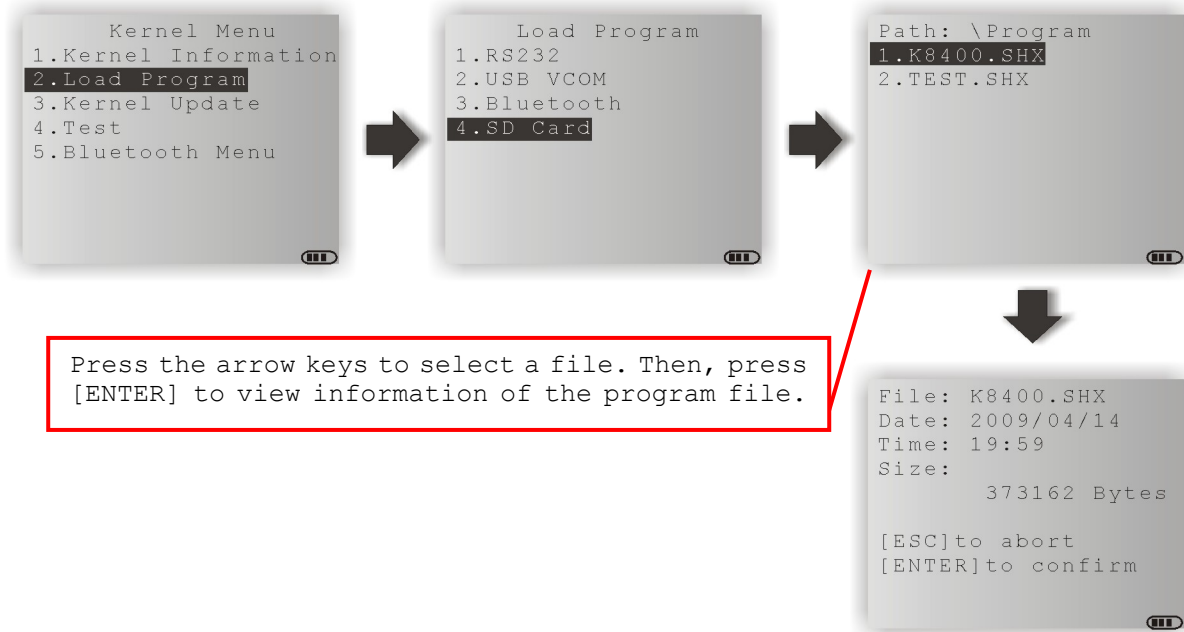 Kernel Menu
1.Kernel Information
2.Load Program
3.Kernel Update
4.Test
5.Bluetooth Menu
Load Program
1.RS232
2.USB VCOM
3.Bluetooth
4.SD Card
Path: \Program
1.K8400.SHX
2.TEST.SHX
Press the arrow keys to select a file. Then, press
[ENTER] to view information of the program file.
File: K8400.SHX
Date: 2009/04/14
Time: 19:59
Size:
373162 Bytes
[ESC]to abort
[ENTER]to confirm